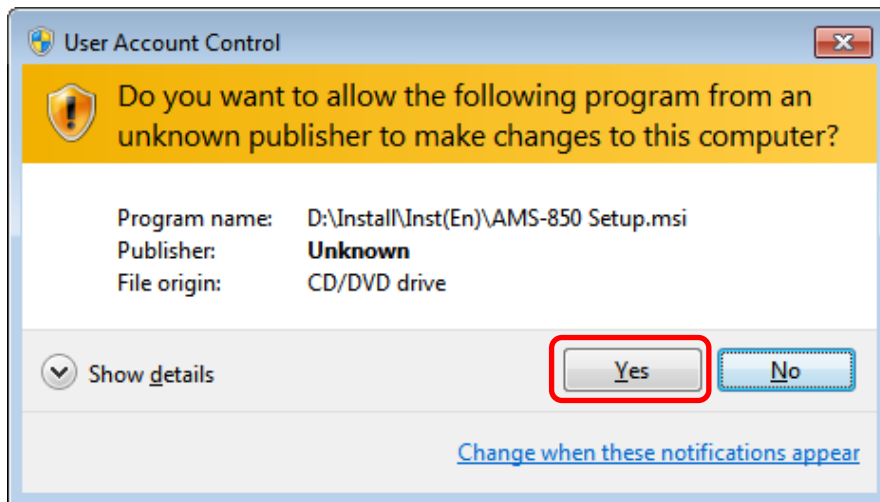 User Account Control
Do you want to allow the following program from an
unknown publisher to make changes to this computer?
Program name: D:\Install\Inst(En)\AMS-850 Setup.msi
Publisher: Unknown
File origin: CD/DVD drive
Show details Yes No
Change when these notifications appear